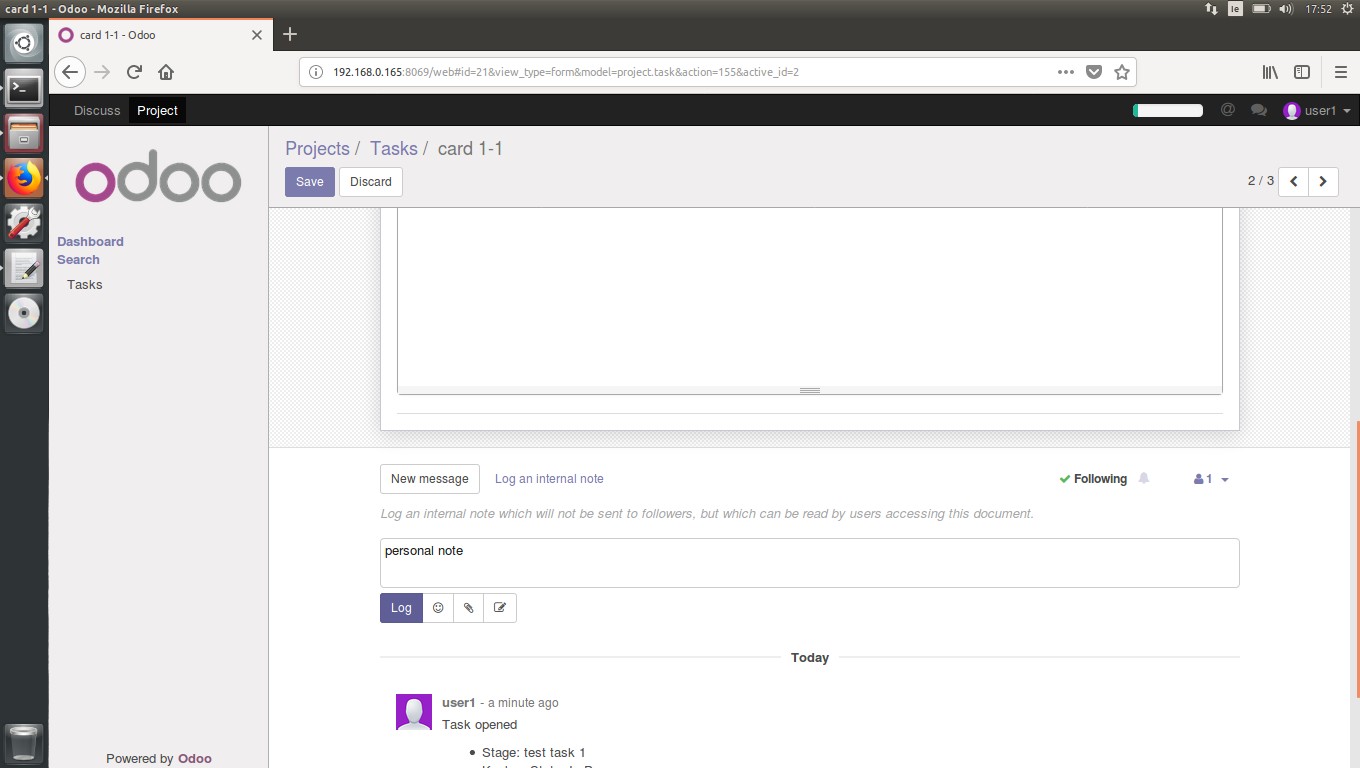 card 1-1 - Odoo - Mozilla Firefox
17:52
card 1-1 - Odoo
192.168.0.165:8069/web#id=21&view_type=form&model=project.task&action=155&active_id=2
Discuss Project
@ user1
odoo
Projects / Tasks / card 1-1
Save Discard
2 / 3
Dashboard
Search
Tasks
New message Log an internal note
Following 1
Log an internal note which will not be sent to followers, but which can be read by users accessing this document.
personal note
Log
Today
user1 - a minute ago
Task opened
Stage: test task 1
Powered by Odoo